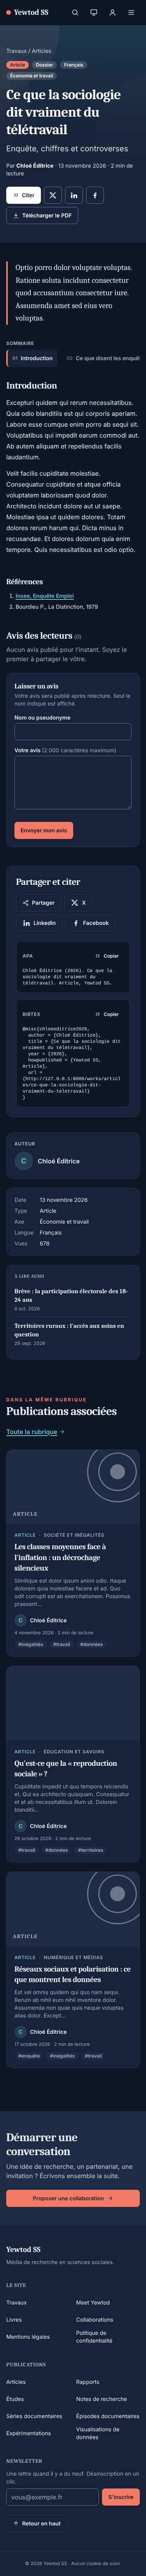 Yewtod SS
Travaux / Articles
Article
Dossier
Français
Économie et travail
Ce que la sociologie
dit vraiment du
télétravail
Enquête, chiffres et controverses
Par Chloé Éditrice · 13 novembre 2026 · 2 min de
lecture
Citer
Télécharger le PDF
Optio porro dolor voluptate voluptas.
Ratione soluta incidunt consectetur
quod accusantium consectetur iure.
Assumenda amet sed eius vero
voluptas.
SOMMAIRE
01 Introduction
02 Ce que disent les enquêt
Introduction
Excepturi quidem qui rerum necessitatibus.
Quia odio blanditiis est qui corporis aperiam.
Labore esse cumque enim porro ab sequi sit.
Voluptates qui impedit omnis corrupti omnis.
Ab autem aliquam et repellendus facilis
laudantium.
Velit facilis cupiditate molestiae.
Consequatur cupiditate et atque officia
voluptatem laboriosam quod dolor.
Architecto incidunt dolore aut ut saepe.
Molestiae ipsa ut quidem dolorem. Totam
dolores rerum harum qui. Dicta minus in
recusandae. Et dolores dolorum quia enim
tempore. Quis necessitatibus est odio optio.
Références
1. Insee, Enquête Emploi
2. Bourdieu P., La Distinction, 1979
Avis des lecteurs (0)
Aucun avis publié pour l'instant. Soyez le
premier à partager le vôtre.
Laisser un avis
Votre avis sera publié après relecture. Seul le
nom indiqué est affiché.
Nom ou pseudonyme
Votre avis (2 000 caractères maximum)
Envoyer mon avis
Partager et citer
Partager
X
LinkedIn
Facebook
APA
Copier
Chloé Éditrice (2026). Ce que la
sociologie dit vraiment du
télétravail. Article, Yewtod SS.
BIBTEX
Copier
@misc{chloeeditrice2026,
author = {Chloé Éditrice},
title = {Ce que la sociologie dit
vraiment du télétravail},
year = {2026},
howpublished = {Yewtod SS,
Article},
url =
{http://127.0.0.1:8000/works/articl
es/ce-que-la-sociologie-dit-
vraiment-du-teletravail}
}
AUTEUR
C
Chloé Éditrice
Date 13 novembre 2026
Type Article
Axe Économie et travail
Langue Français
Vues 678
À LIRE AUSSI
Brève : la participation électorale des 18-
24 ans
8 oct. 2026
Territoires ruraux : l'accès aux soins en
question
29 sept. 2026
DANS LA MÊME RUBRIQUE
Publications associées
Toute la rubrique
ARTICLE
ARTICLE · SOCIÉTÉ ET INÉGALITÉS
Les classes moyennes face à
l'inflation : un décrochage
silencieux
Similique est dolor ipsum animi odio. Itaque
dolorem aut aspernatur et. Laborum
explicabo error facere aut id ea ad. Quo
odit corrupti est aspernatur ea. Possimus
praesent…
C
Chloé Éditrice
4 novembre 2026 · 2 min de lecture
#inégalités
#travail
#données
ARTICLE · ÉDUCATION ET SAVOIRS
Qu'est-ce que la « reproduction
sociale » ?
Cupiditate impedit ut quo tempora reiciendis
et. Qui ea architecto consequuntur. Amet et
et ab necessitatibus illum ut. Dolorem
blanditii…
C
Chloé Éditrice
26 octobre 2026 · 2 min de lecture
#travail
#données
#territoires
ARTICLE
ARTICLE · NUMÉRIQUE ET MÉDIAS
Réseaux sociaux et polarisation : ce
que montrent les données
Est vel omnis quidem qui quo nam sequi.
Rerum ab rerum nihil animi dolorem.
Assumenda omnis nam quis neque voluptas
alias dolor. Except…
C
Chloé Éditrice
17 octobre 2026 · 2 min de lecture
#enquête
#inégalités
#travail
Démarrer une
conversation
Une idée de recherche, un partenariat, une
invitation ? Écrivons ensemble la suite.
Proposer une collaboration
Yewtod SS
Média de recherche en sciences sociales.
LE SITE
Travaux
Meet Yewtod
Livres
Collaborations
Mentions légales
Politique de
confidentialité
PUBLICATIONS
Articles
Rapports
Études
Notes de recherche
Séries documentaires
Épisodes documentaires
Expérimentations
Visualisations de
données
NEWSLETTER
Une lettre quand il y a du neuf. Désinscription en un
clic.
vous@exemple.fr
S'inscrire
Retour en haut
© 2026 Yewtod SS · Aucun cookie de suivi.